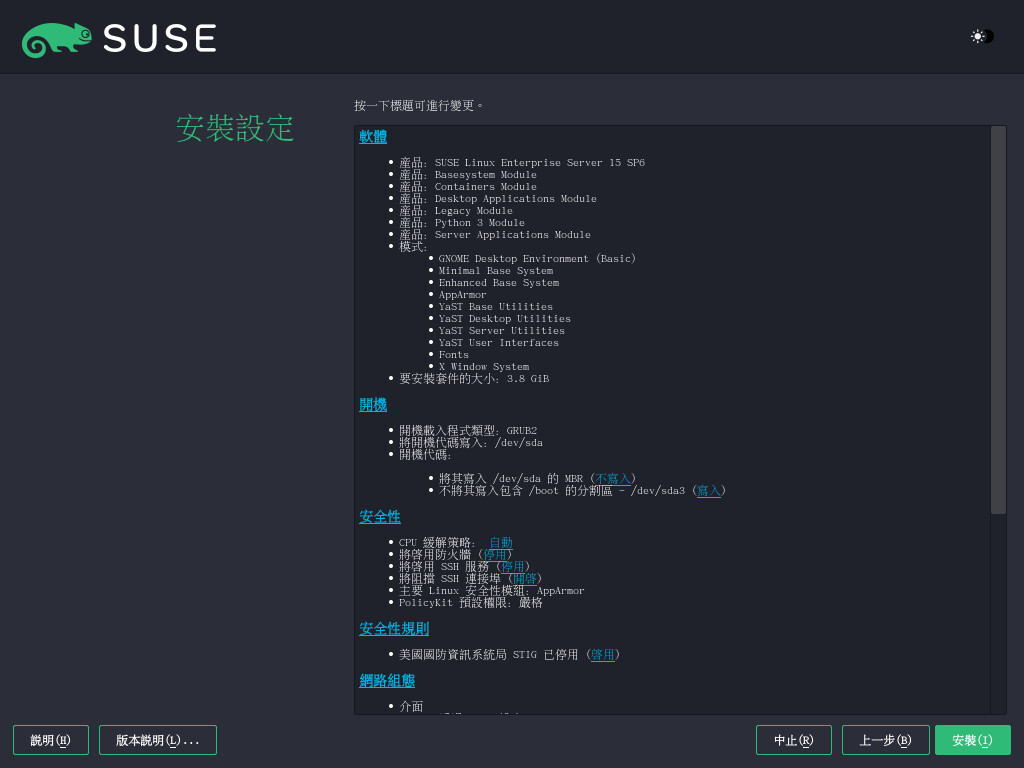 SUSE
安裝設定
按一下標題可進行變更。
軟體
產品: SUSE Linux Enterprise Server 15 SP6
產品: Basesystem Module
產品: Containers Module
產品: Desktop Applications Module
產品: Legacy Module
產品: Python 3 Module
產品: Server Applications Module
模式:
GNOME Desktop Environment (Basic)
Minimal Base System
Enhanced Base System
AppArmor
YaST Base Utilities
YaST Desktop Utilities
YaST Server Utilities
YaST User Interfaces
Fonts
X Window System
要安裝套件的大小: 3.8 GiB
開機
開機載入程式類型: GRUB2
將開機代碼寫入: /dev/sda
開機代碼:
將其寫入 /dev/sda 的 MBR (不寫入)
不將其寫入包含 /boot 的分割區 - /dev/sda3 (寫入)
安全性
CPU 緩解策略: 自動
將啟用防火牆 (停用)
將啟用 SSH 服務 (停用)
將阻擋 SSH 連接埠 (開啟)
主要 Linux 安全性模組: AppArmor
PolicyKit 預設權限: 嚴格
安全性規則
美國國防資訊系統局 STIG 已停用 (啟用)
網路組態
介面
說明(H)
版本說明(L)...
中止(R)
上一步(B)
安裝(I)